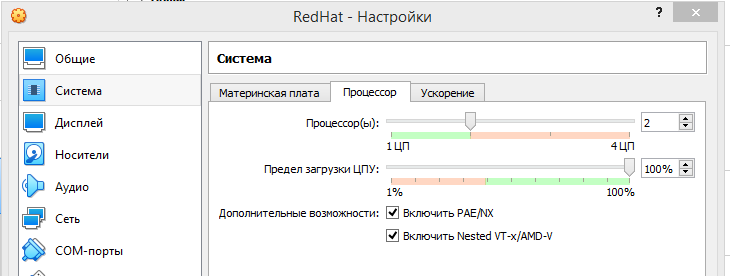 RedHat - Настройки
?
Общие
Система
Дисплей
Носители
Аудио
Сеть
COM-порты
Система
Материнская плата Процессор Ускорение
Процессор(ы): 2
1 ЦП 4 ЦП
Предел загрузки ЦПУ: 100%
1% 100%
Дополнительные возможности: Включить PAE/NX
Включить Nested VT-x/AMD-V